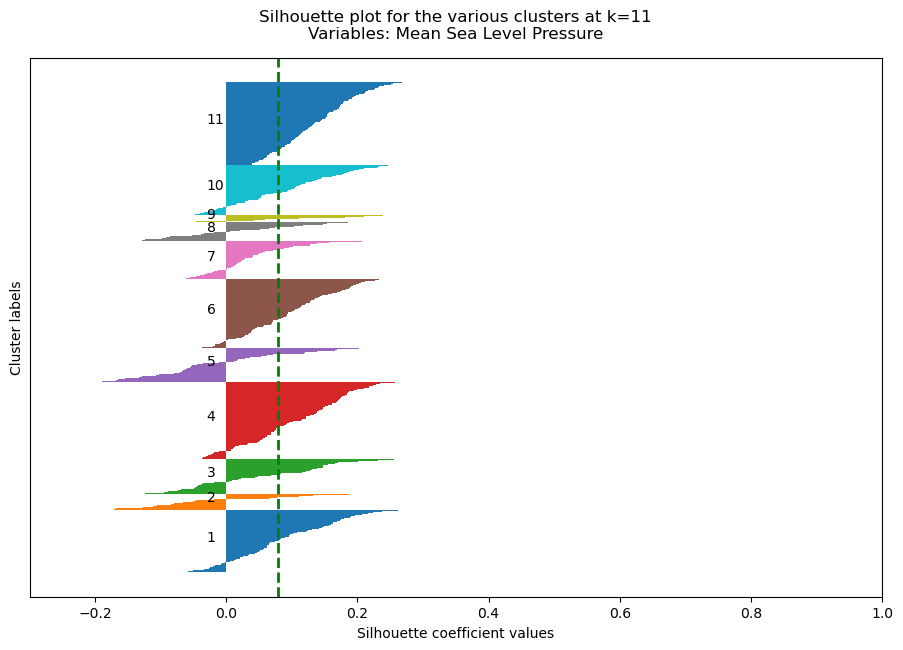 Silhouette plot for the various clusters at k=11
Variables: Mean Sea Level Pressure
Cluster labels
11
10
9
8
7
6
5
4
3
2
1
−0.2 0.0 0.2 0.4 0.6 0.8 1.0
Silhouette coefficient values